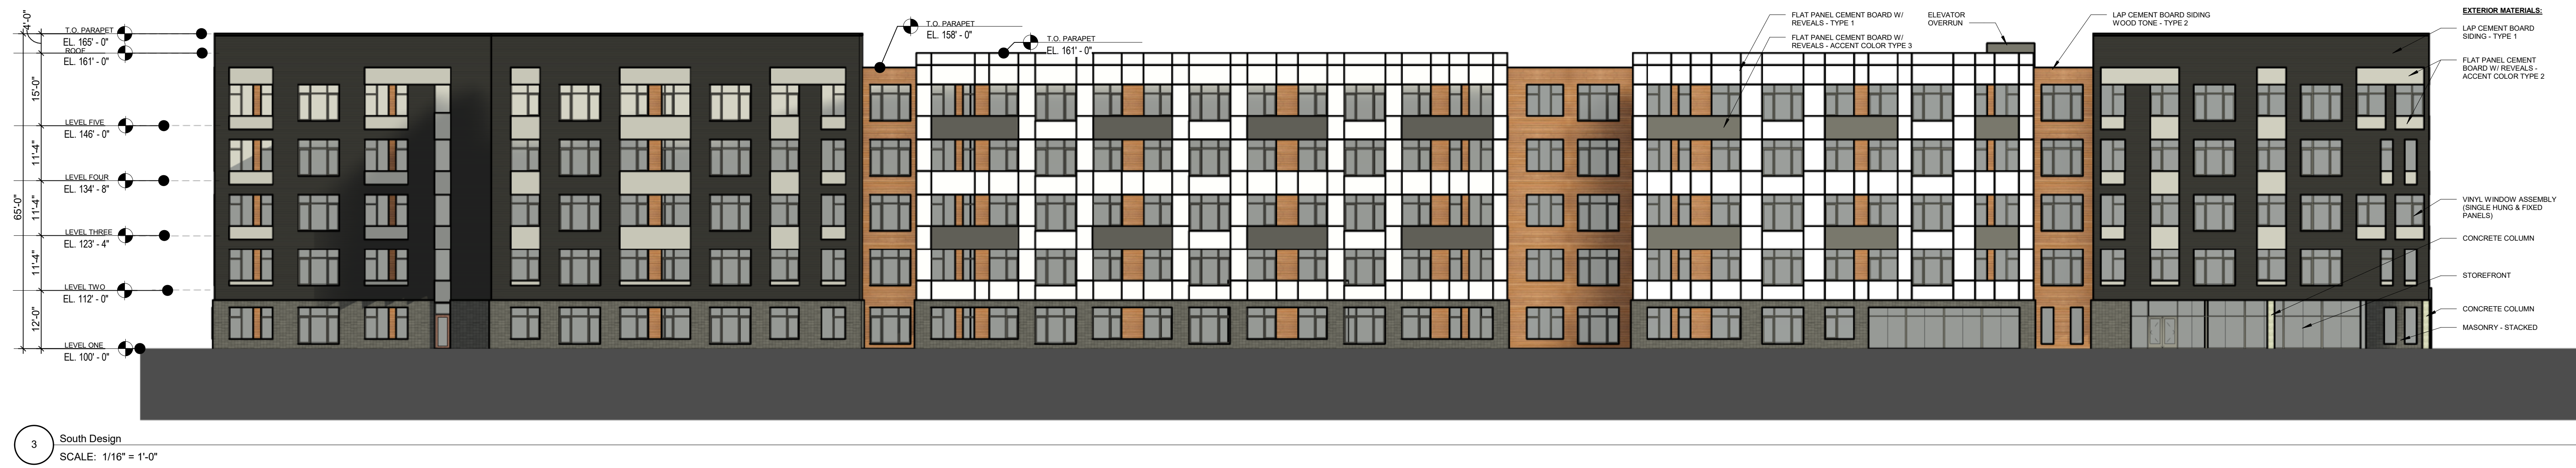 4'-0"
15'-0"
11'-4"
11'-4"
11'-4"
12'-0"
65'-0"
T.O. PARAPET
EL. 165' - 0"
ROOF
EL. 161' - 0"
LEVEL FIVE
EL. 146' - 0"
LEVEL FOUR
EL. 134' - 8"
LEVEL THREE
EL. 123' - 4"
LEVEL TWO
EL. 112' - 0"
LEVEL ONE
EL. 100' - 0"
T.O. PARAPET
EL. 158' - 0"
T.O. PARAPET
EL. 161' - 0"
FLAT PANEL CEMENT BOARD W/
REVEALS - TYPE 1
FLAT PANEL CEMENT BOARD W/
REVEALS - ACCENT COLOR TYPE 3
ELEVATOR
OVERRUN
LAP CEMENT BOARD SIDING
WOOD TONE - TYPE 2
EXTERIOR MATERIALS:
LAP CEMENT BOARD
SIDING - TYPE 1
FLAT PANEL CEMENT
BOARD W/ REVEALS -
ACCENT COLOR TYPE 2
VINYL WINDOW ASSEMBLY
(SINGLE HUNG & FIXED
PANELS)
CONCRETE COLUMN
STOREFRONT
CONCRETE COLUMN
MASONRY - STACKED
3
South Design
SCALE: 1/16" = 1'-0"